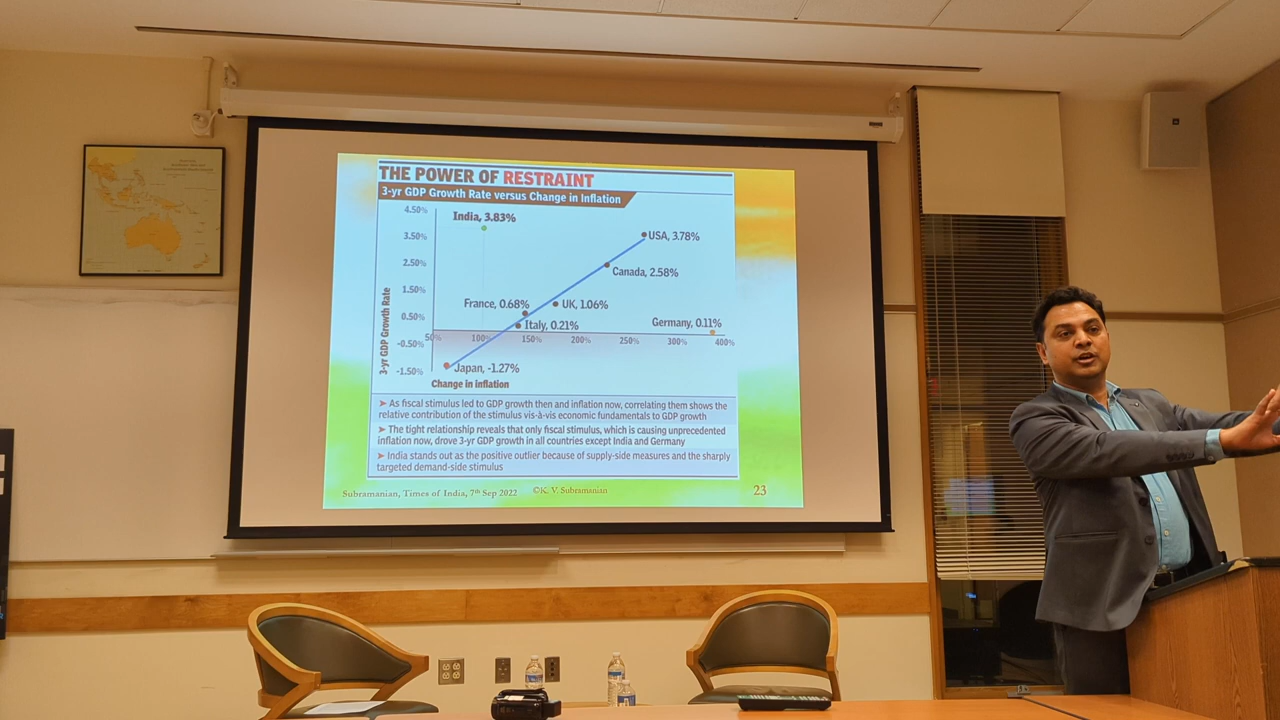 THE POWER OF RESTRAINT
3-yr GDP Growth Rate versus Change in Inflation
4.50%
3.50%
2.50%
1.50%
0.50%
-0.50%
-1.50%
3-yr GDP Growth Rate
India, 3.83%
USA, 3.78%
Canada, 2.58%
France, 0.68%
UK, 1.06%
Italy, 0.21%
Germany, 0.11%
50% 100% 150% 200% 250% 300% 350% 400%
Japan, -1.27%
Change in inflation
➤ As fiscal stimulus led to GDP growth then and inflation now, correlating them shows the
relative contribution of the stimulus vis-à-vis economic fundamentals to GDP growth
➤ The tight relationship reveals that only fiscal stimulus, which is causing unprecedented
inflation now, drove 3-yr GDP growth in all countries except India and Germany
➤ India stands out as the positive outlier because of supply-side measures and the sharply
targeted demand-side stimulus
Subramanian, Times of India, 7th Sep 2022 ©K. V. Subramanian 23